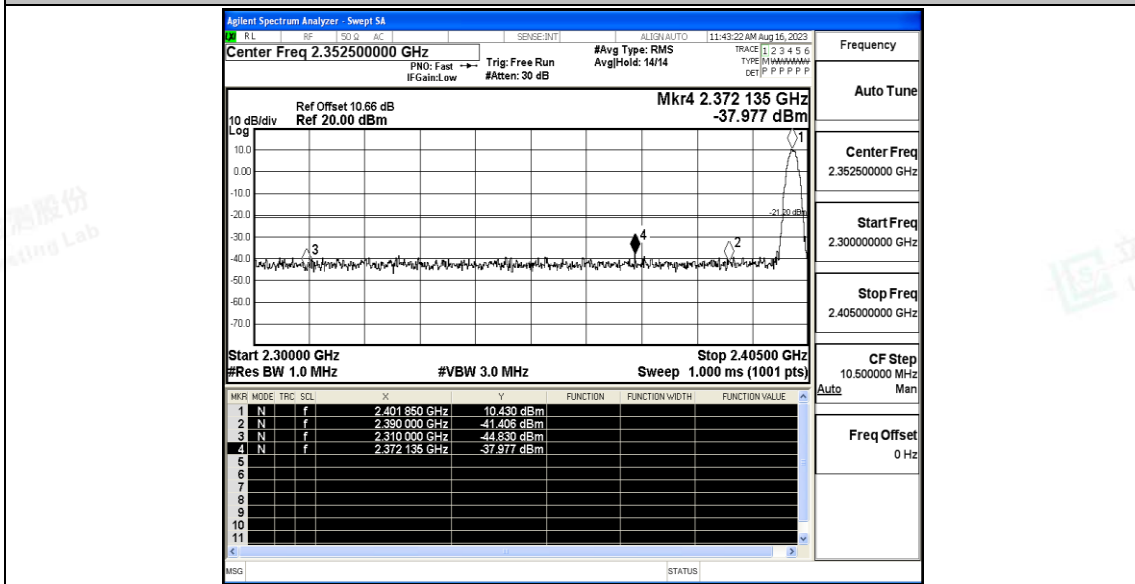 Agilent Spectrum Analyzer - Swept SA
RL RF 50 Ω AC SENSE:INT ALIGN AUTO 11:43:22 AM Aug 16, 2023
Center Freq 2.352500000 GHz
PNO: Fast
IFGain:Low
Trig: Free Run
#Atten: 30 dB
#Avg Type: RMS
Avg|Hold: 14/14
TRACE 1 2 3 4 5 6
TYPE M
DET P P P P P P
Frequency
Auto Tune
Center Freq
2.352500000 GHz
Start Freq
2.300000000 GHz
Stop Freq
2.405000000 GHz
CF Step
10.500000 MHz
Auto Man
Freq Offset
0 Hz
Mkr4 2.372 135 GHz
-37.977 dBm
Ref Offset 10.66 dB
10 dB/div Ref 20.00 dBm
Log
10.0
0.00
-10.0
-20.0
-30.0
-40.0
-50.0
-60.0
-70.0
1
-21.20 dBm
4
2
3
Start 2.30000 GHz Stop 2.40500 GHz
#Res BW 1.0 MHz #VBW 3.0 MHz Sweep 1.000 ms (1001 pts)
MKR MODE TRC SCL X Y FUNCTION FUNCTION WIDTH FUNCTION VALUE
1 N f 2.401 850 GHz 10.430 dBm
2 N f 2.390 000 GHz -41.406 dBm
3 N f 2.310 000 GHz -44.830 dBm
4 N f 2.372 135 GHz -37.977 dBm
5
6
7
8
9
10
11
MSG STATUS
测股份
sting Lab
立